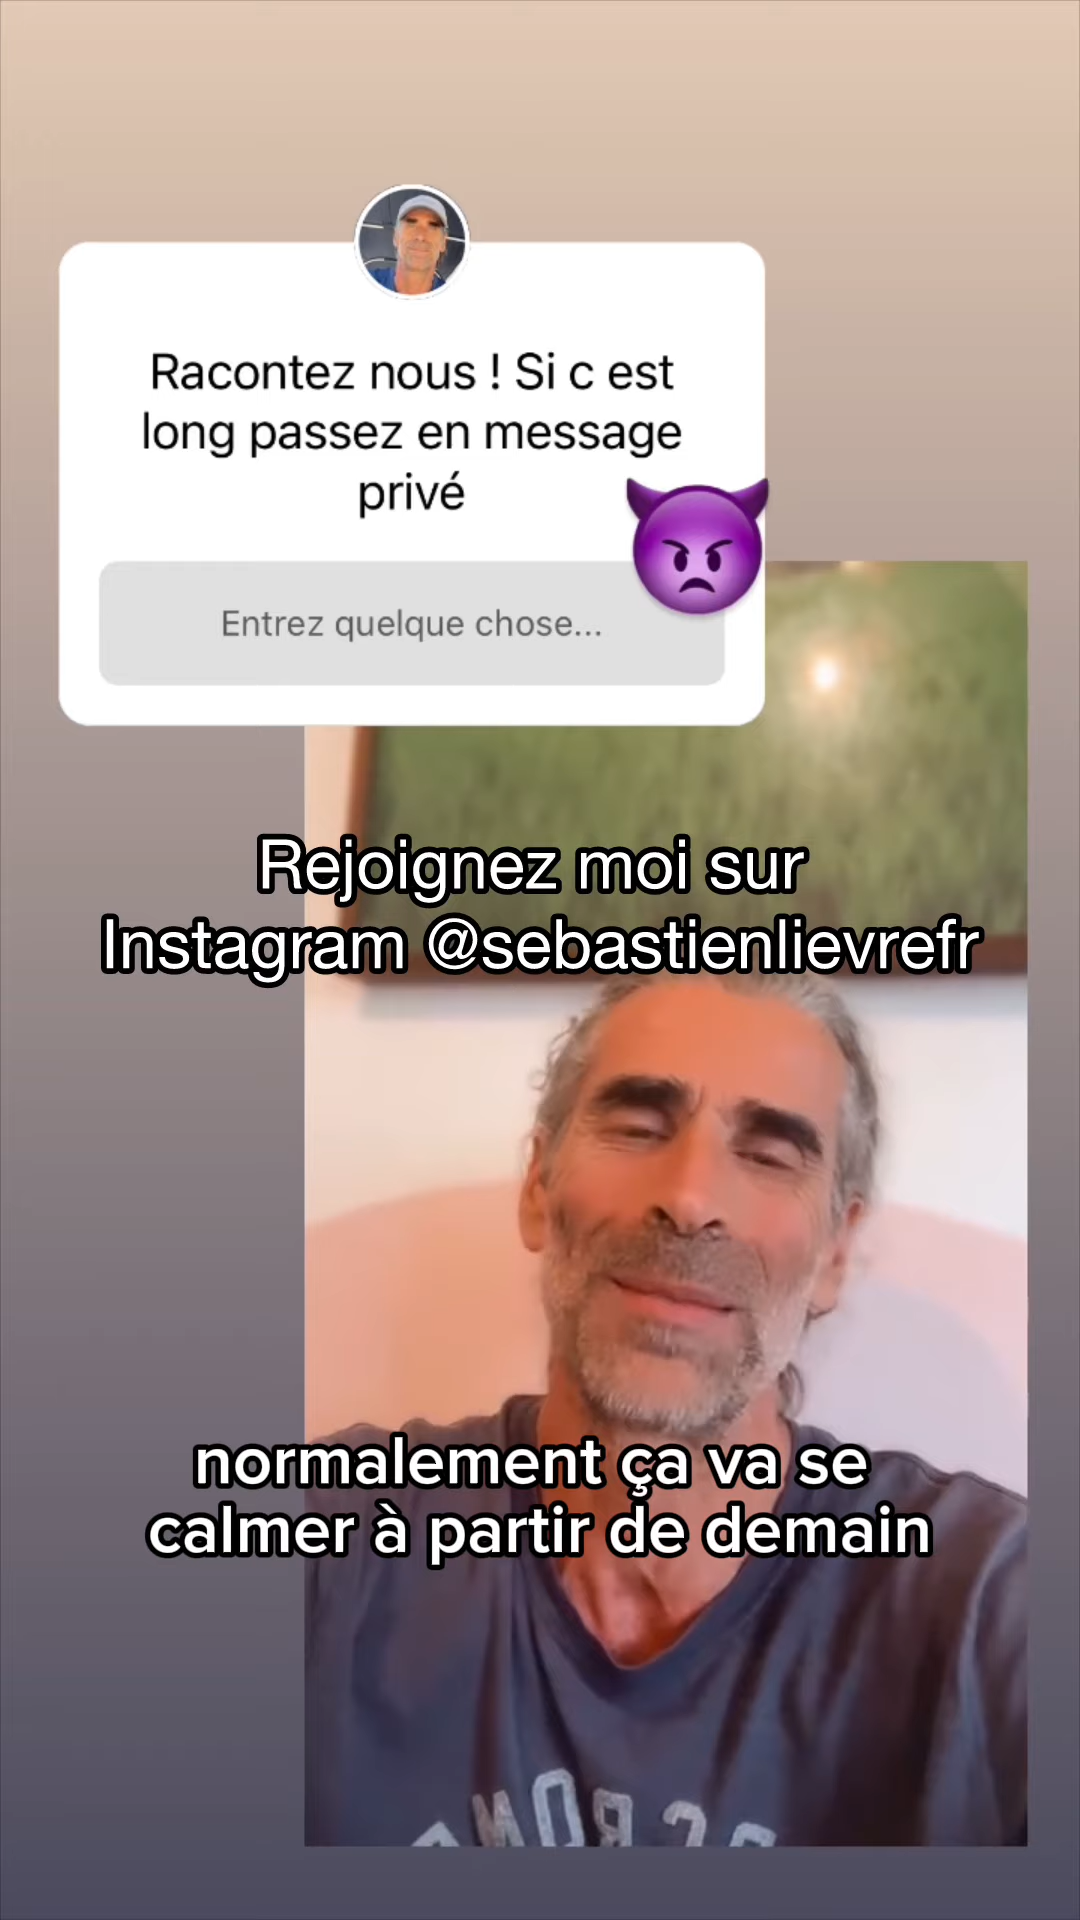 Racontez nous ! Si c est
long passez en message
privé
Entrez quelque chose...
Rejoignez moi sur
Instagram @sebastienlievrefr
normalement ça va se
calmer à partir de demain